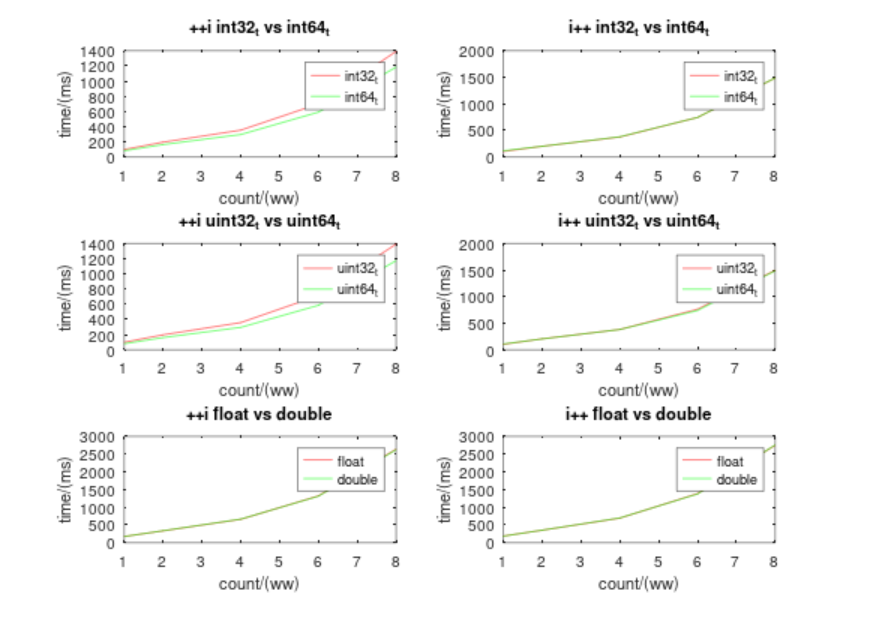 ++i int32t vs int64t
1400
1200
1000
800
600
400
200
0
time/(ms)
int32t
int64t
1 2 3 4 5 6 7 8
count/(ww)
i++ int32t vs int64t
2000
1500
1000
500
0
time/(ms)
int32t
int64t
1 2 3 4 5 6 7 8
count/(ww)
++i uint32t vs uint64t
1400
1200
1000
800
600
400
200
0
time/(ms)
uint32t
uint64t
1 2 3 4 5 6 7 8
count/(ww)
i++ uint32t vs uint64t
2000
1500
1000
500
0
time/(ms)
uint32t
uint64t
1 2 3 4 5 6 7 8
count/(ww)
++i float vs double
3000
2500
2000
1500
1000
500
0
time/(ms)
float
double
1 2 3 4 5 6 7 8
count/(ww)
i++ float vs double
3000
2500
2000
1500
1000
500
0
time/(ms)
float
double
1 2 3 4 5 6 7 8
count/(ww)